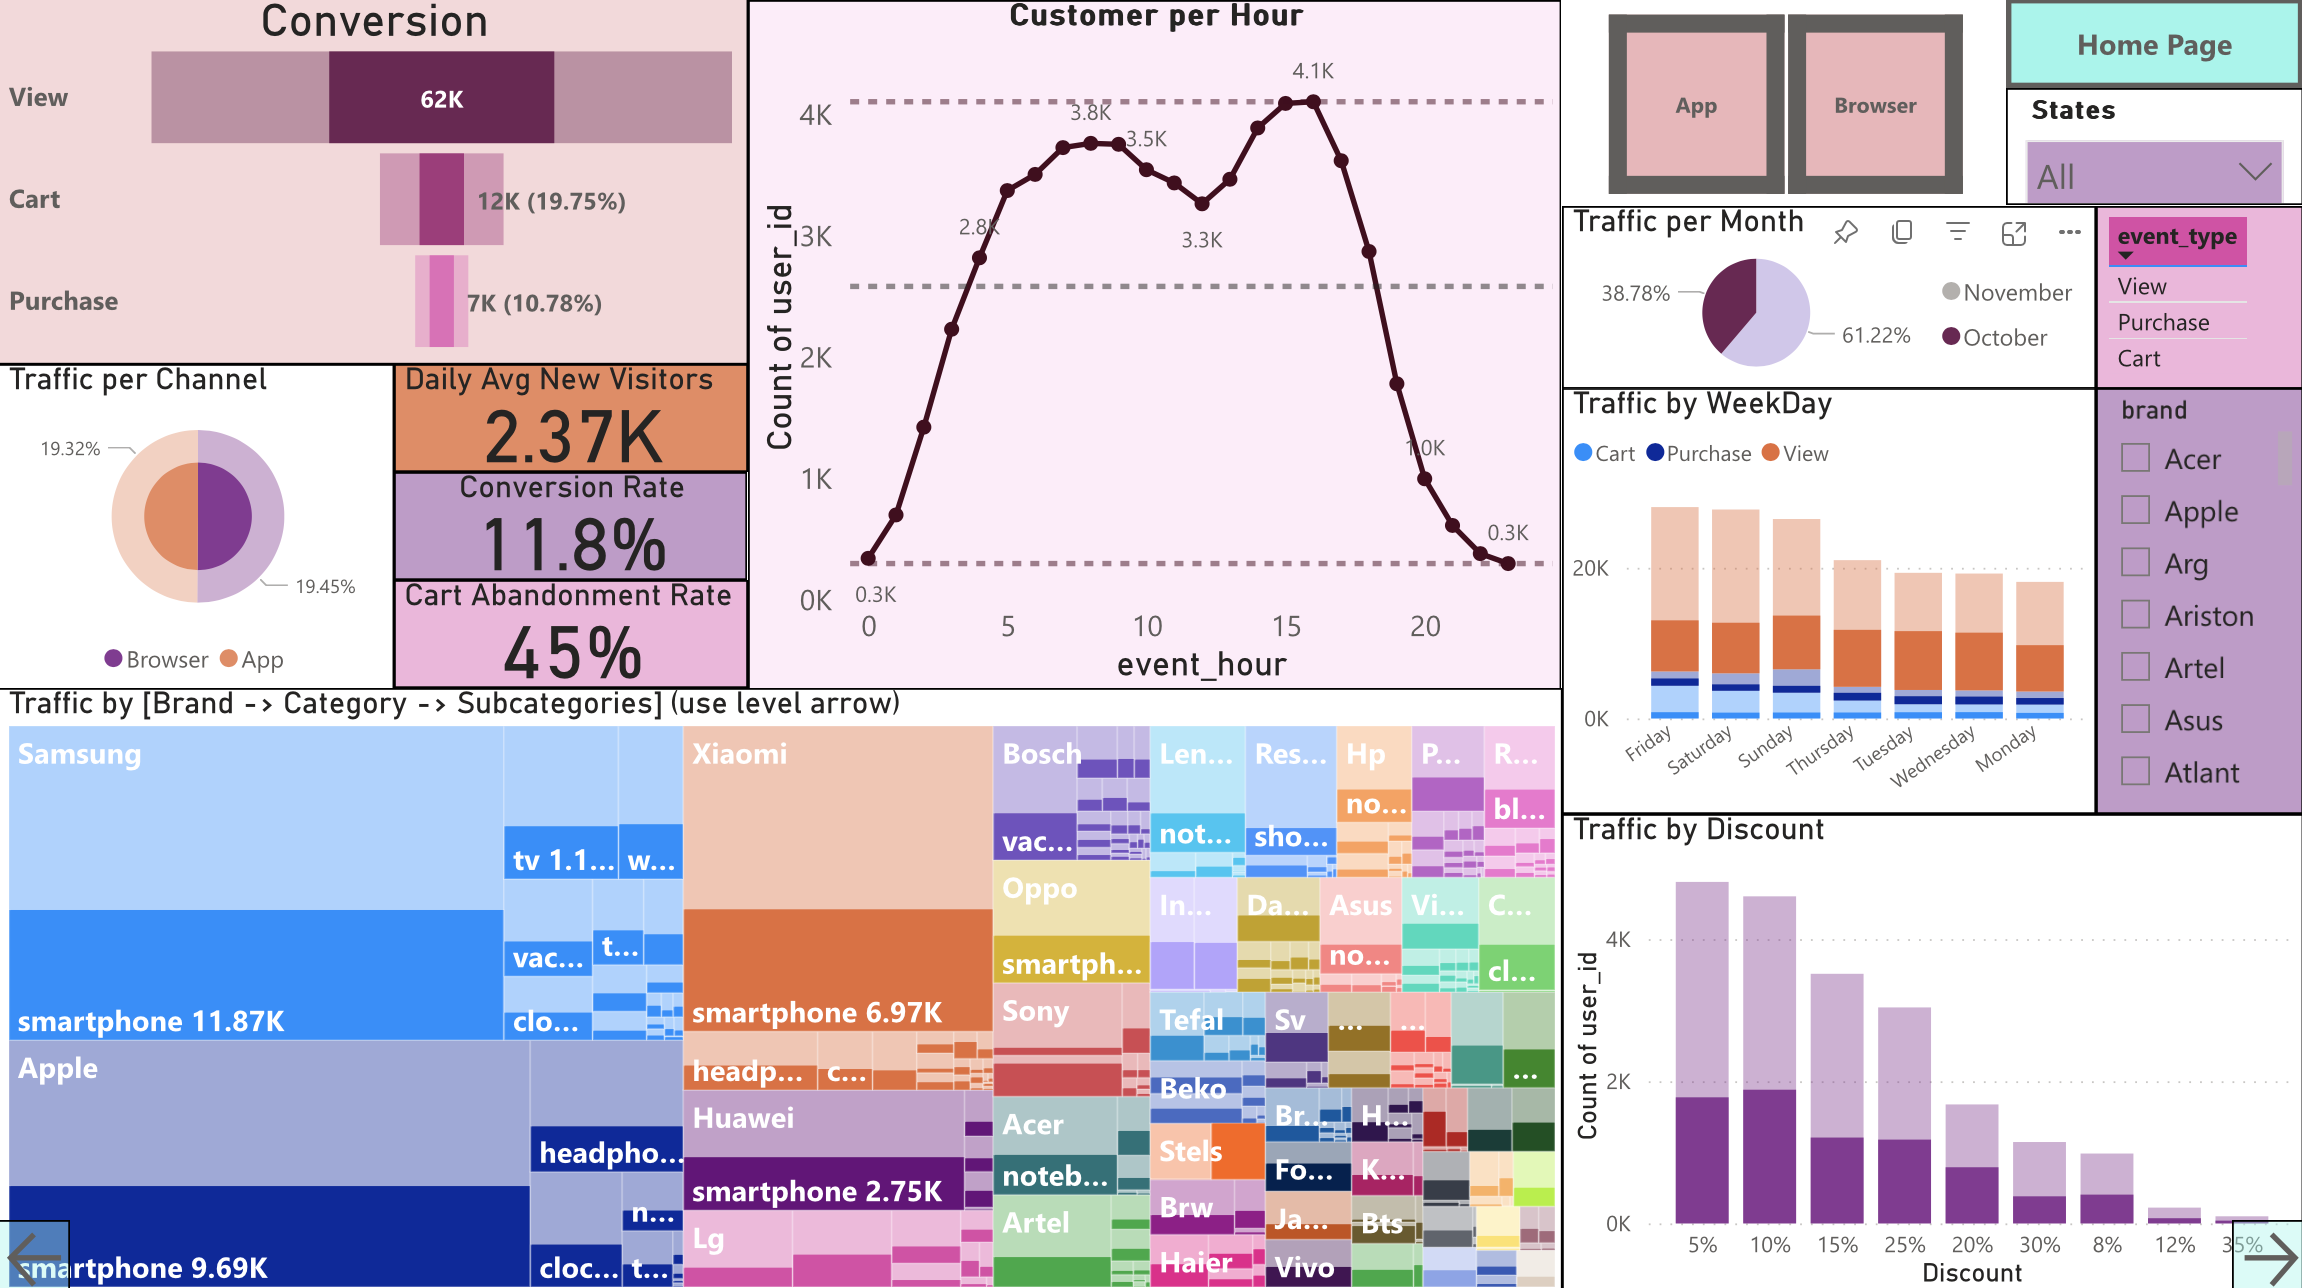 Conversion
View
62K
Cart
12K (19.75%)
Purchase
7K (10.78%)
Traffic per Channel
19.32%
19.45%
Browser
App
Daily Avg New Visitors
2.37K
Conversion Rate
11.8%
Cart Abandonment Rate
45%
Customer per Hour
Count of user_id
4K
3K
2K
1K
0K
0.3K
2.8K
3.8K
3.5K
3.3K
4.1K
1.0K
0.3K
0
5
10
15
20
event_hour
App
Browser
Home Page
States
All
Traffic per Month
38.78%
61.22%
November
October
event_type
View
Purchase
Cart
Traffic by WeekDay
Cart
Purchase
View
20K
0K
Friday
Saturday
Sunday
Thursday
Tuesday
Wednesday
Monday
brand
Acer
Apple
Arg
Ariston
Artel
Asus
Atlant
Traffic by [Brand -> Category -> Subcategories] (use level arrow)
Samsung
smartphone 11.87K
tv 1.1...
w...
vac...
t...
clo...
Apple
smartphone 9.69K
headpho...
n...
cloc...
t...
Xiaomi
smartphone 6.97K
headp...
c...
Huawei
smartphone 2.75K
Lg
Bosch
vac...
Oppo
smartph...
Sony
Acer
noteb...
Artel
Len...
not...
Res...
sho...
Hp
no...
P...
R...
bl...
In...
Da...
Asus
no...
Vi...
C...
cl...
Tefal
Sv
...
...
...
Beko
Br...
H...
Stels
Fo...
K...
Brw
Ja...
Bts
Haier
Vivo
Traffic by Discount
Count of user_id
4K
2K
0K
5%
10%
15%
25%
20%
30%
8%
12%
35%
Discount